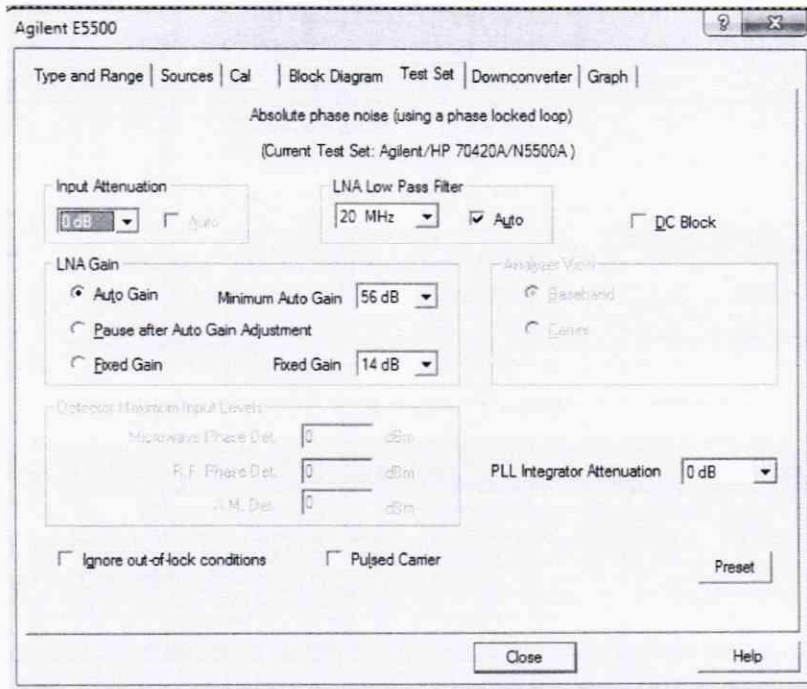 Agilent E5500
Type and Range Sources Cal Block Diagram Test Set Downconverter Graph
Absolute phase noise (using a phase locked loop)
(Current Test Set: Agilent/HP 70420A/N5500A)
Input Attenuation
0 dB Auto
LNA Low Pass Filter
20 MHz Auto
DC Block
LNA Gain
Auto Gain Minimum Auto Gain 56 dB
Pause after Auto Gain Adjustment
Fixed Gain Fixed Gain 14 dB
Analyzer View
Baseband
Detector Maximum Input Levels
Microwave Phase Det. 0 dBm
R.F. Phase Det. 0 dBm
A.M. Det. 0 dBm
PLL Integrator Attenuation 0 dB
Ignore out-of-lock conditions
Pulsed Carrier
Preset
Close
Help